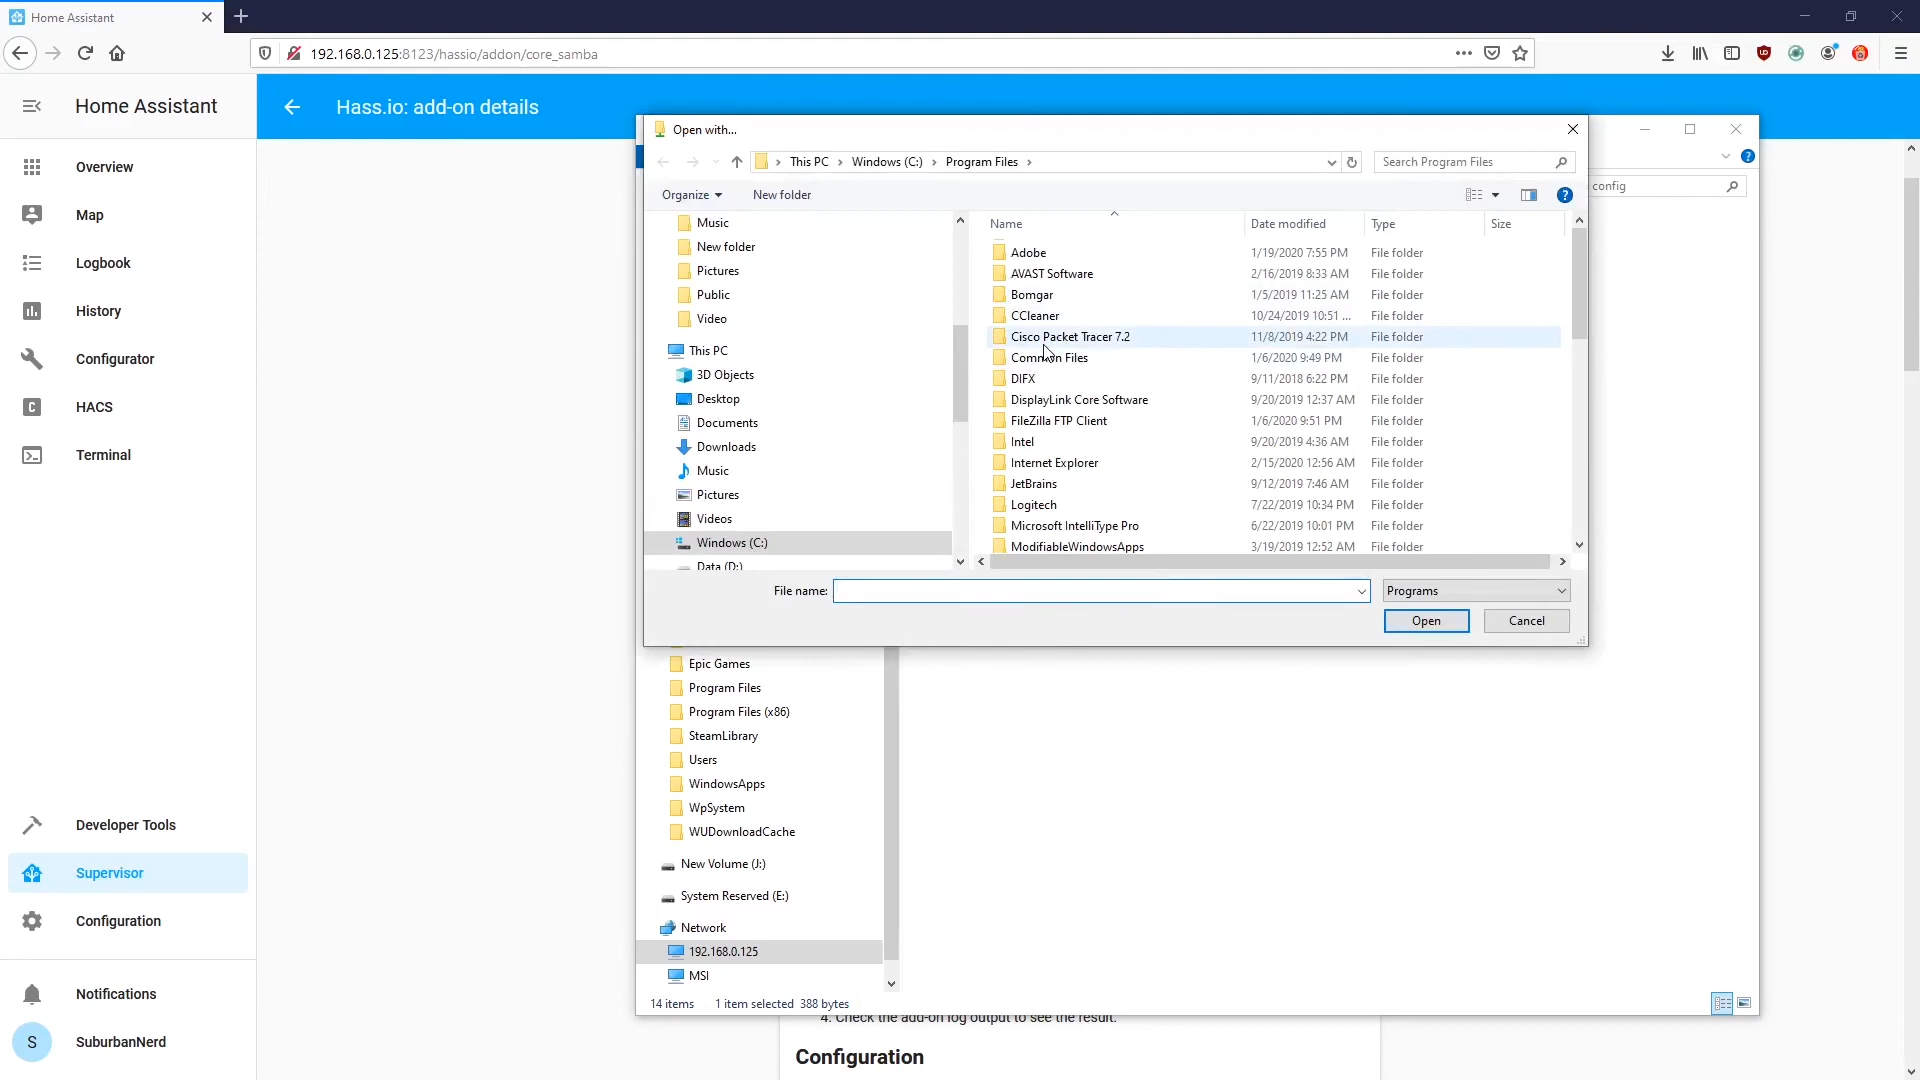 Home Assistant
192.168.0.125:8123/hassio/addon/core_samba
Home Assistant
Hass.io: add-on details
Overview
Map
Logbook
History
Configurator
HACS
Terminal
Developer Tools
Supervisor
Configuration
Notifications
S SuburbanNerd
Open with...
This PC > Windows (C:) > Program Files >
Search Program Files
config
Organize
New folder
Music
New folder
Pictures
Public
Video
This PC
3D Objects
Desktop
Documents
Downloads
Music
Pictures
Videos
Windows (C:)
Data (D:)
Name Date modified Type Size
Adobe 1/19/2020 7:55 PM File folder
AVAST Software 2/16/2019 8:33 AM File folder
Bomgar 1/5/2019 11:25 AM File folder
CCleaner 10/24/2019 10:51 ... File folder
Cisco Packet Tracer 7.2 11/8/2019 4:22 PM File folder
Common Files 1/6/2020 9:49 PM File folder
DIFX 9/11/2018 6:22 PM File folder
DisplayLink Core Software 9/20/2019 12:37 AM File folder
FileZilla FTP Client 1/6/2020 9:51 PM File folder
Intel 9/20/2019 4:36 AM File folder
Internet Explorer 2/15/2020 12:56 AM File folder
JetBrains 9/12/2019 7:46 AM File folder
Logitech 7/22/2019 10:34 PM File folder
Microsoft IntelliType Pro 6/22/2019 10:01 PM File folder
ModifiableWindowsApps 3/19/2019 12:52 AM File folder
File name:
Programs
Open
Cancel
Epic Games
Program Files
Program Files (x86)
SteamLibrary
Users
WindowsApps
WpSystem
WUDownloadCache
New Volume (J:)
System Reserved (E:)
Network
192.168.0.125
MSI
14 items 1 item selected 388 bytes
4. Check the add-on log output to see the result.
Configuration